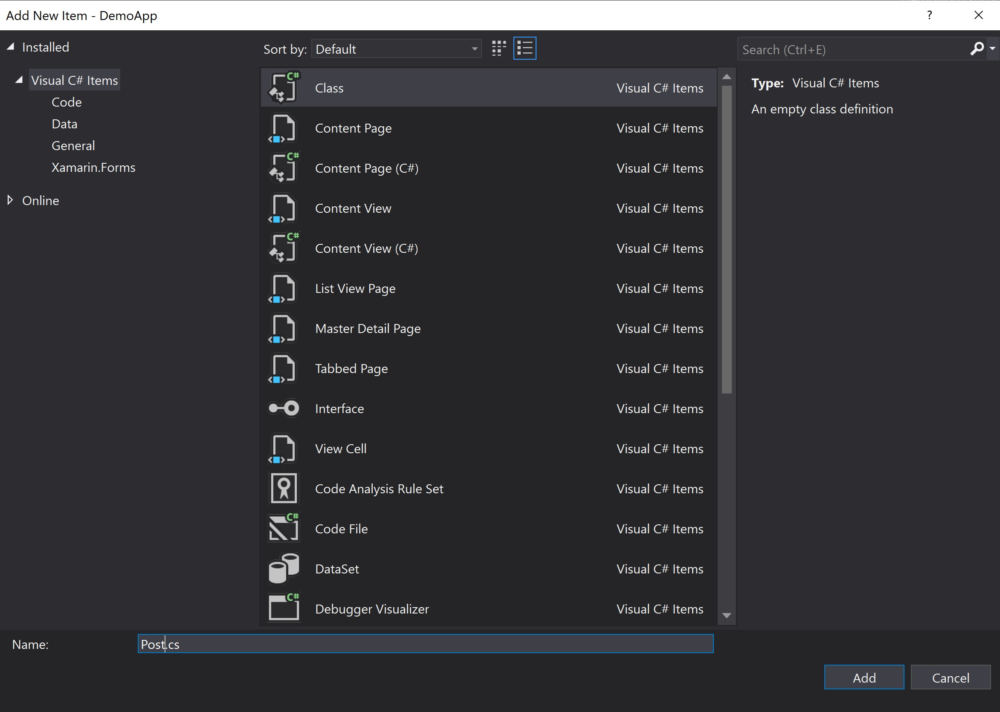 Add New Item - DemoApp
?
Installed
Visual C# Items
Code
Data
General
Xamarin.Forms
Online
Sort by: Default
Class Visual C# Items
Content Page Visual C# Items
Content Page (C#) Visual C# Items
Content View Visual C# Items
Content View (C#) Visual C# Items
List View Page Visual C# Items
Master Detail Page Visual C# Items
Tabbed Page Visual C# Items
Interface Visual C# Items
View Cell Visual C# Items
Code Analysis Rule Set Visual C# Items
Code File Visual C# Items
DataSet Visual C# Items
Debugger Visualizer Visual C# Items
Search (Ctrl+E)
Type: Visual C# Items
An empty class definition
Name: Post.cs
Add Cancel